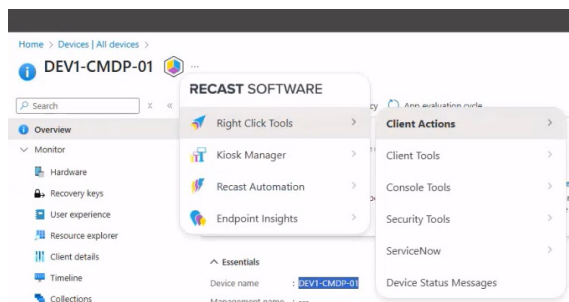 Home > Devices | All devices >
DEV1-CMDP-01 ...
Search
Overview
Monitor
Hardware
Recovery keys
User experience
Resource explorer
Client details
Timeline
Collections
RECAST SOFTWARE
Right Click Tools
Kiosk Manager
Recast Automation
Endpoint Insights
App evaluation cycle
Client Actions
Client Tools
Console Tools
Security Tools
ServiceNow
Device Status Messages
Essentials
Device name : DEV1-CMDP-01
Management name : ---